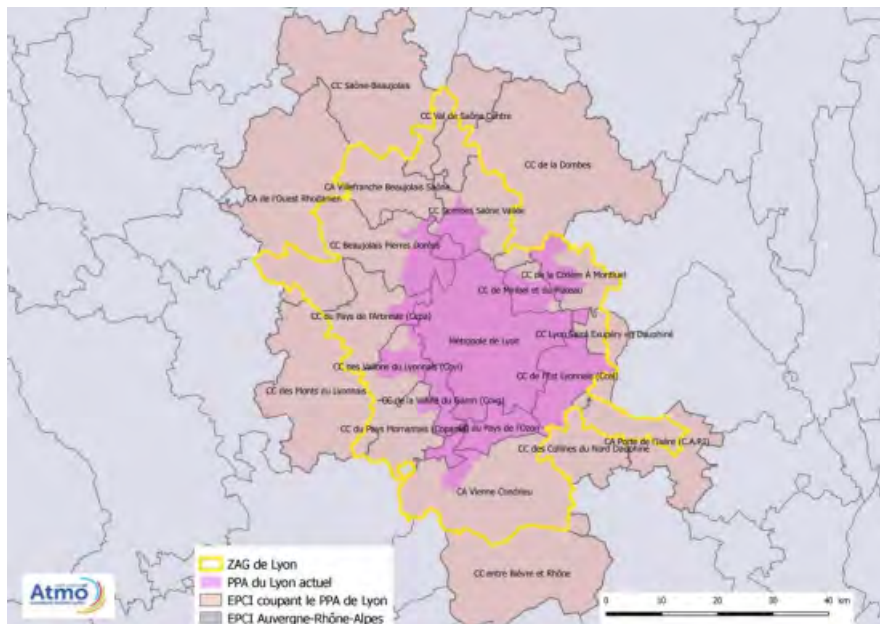 CC Saône-Beaujolais
CC Val de Saône Centre
CC de la Dombes
CA Villefranche Beaujolais Saône
CA de l'Ouest Rhodanien
CC Dombes Saône Vallée
CC Beaujolais Pierres Dorées
CC de la Côtière À Montluel
CC de Miribel et du Plateau
CC du Pays de l'Arbresle (Ccpa)
CC Lyon Saint Exupéry en Dauphiné
Métropole de Lyon
CC des Vallons du Lyonnais (Ccvl)
CC de l'Est Lyonnais (Ccel)
CC des Monts du Lyonnais
CC de la Vallée du Garon (Ccvg)
CC du Pays Mornantais (Copamo)
du Pays de l'Ozon
CA Porte de l'Isère (C.A.P.I)
CC des Collines du Nord Dauphiné
CA Vienne Condrieu
CC entre Bièvre et Rhône
ZAG de Lyon
PPA du Lyon actuel
EPCI coupant le PPA de Lyon
EPCI Auvergne-Rhône-Alpes
Atmo
0 10 20 30 40 km